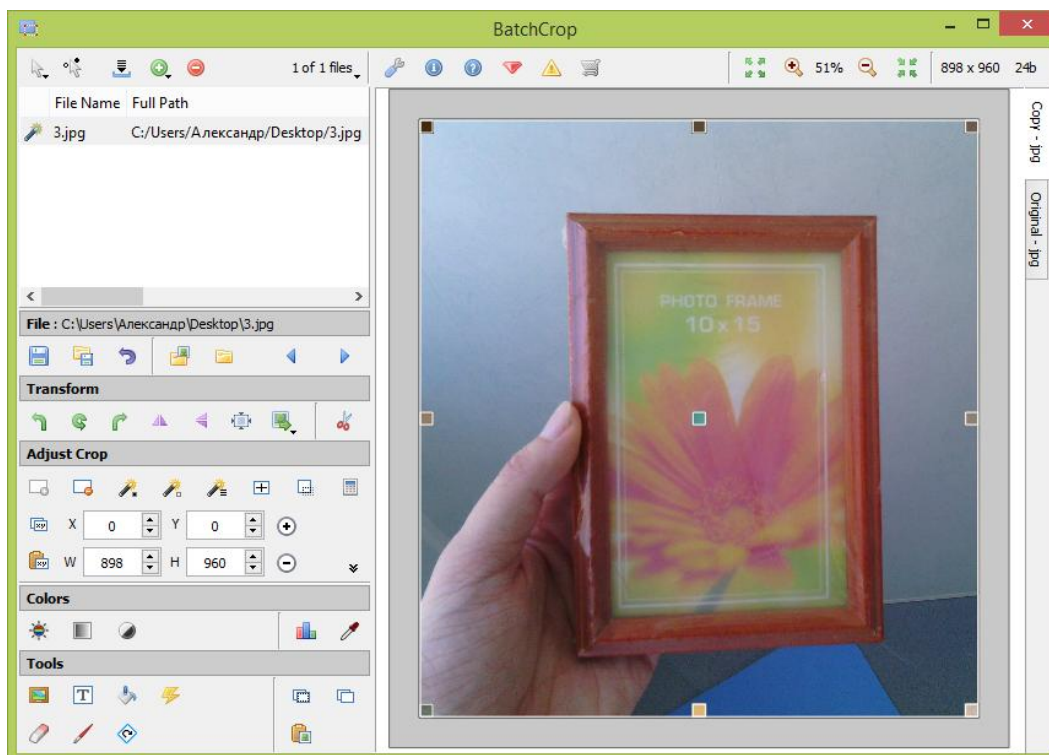 BatchCrop
1 of 1 files
51%
898 x 960 24b
File Name Full Path
3.jpg C:/Users/Александр/Desktop/3.jpg
Copy - jpg
Original - jpg
File : C:\Users\Александр\Desktop\3.jpg
Transform
Adjust Crop
X 0 Y 0
W 898 H 960
Colors
Tools
T
PHOTO FRAME
10 x 15